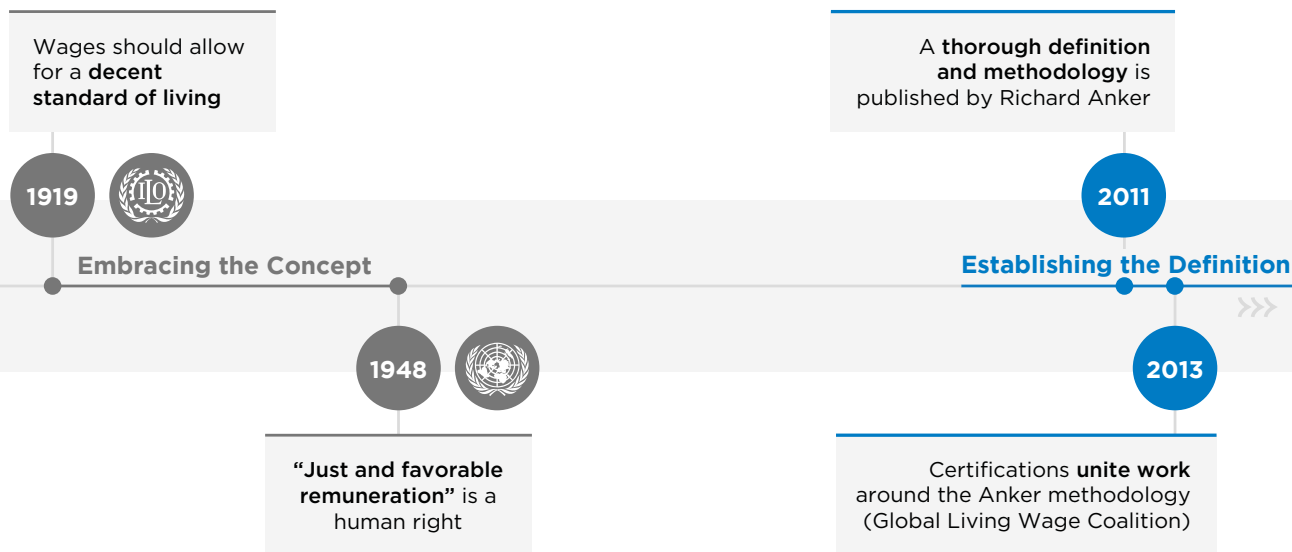 Wages should allow
for a decent
standard of living
1919
ILO
Embracing the Concept
1948
“Just and favorable
remuneration” is a
human right
A thorough definition
and methodology is
published by Richard Anker
2011
Establishing the Definition
2013
Certifications unite work
around the Anker methodology
(Global Living Wage Coalition)